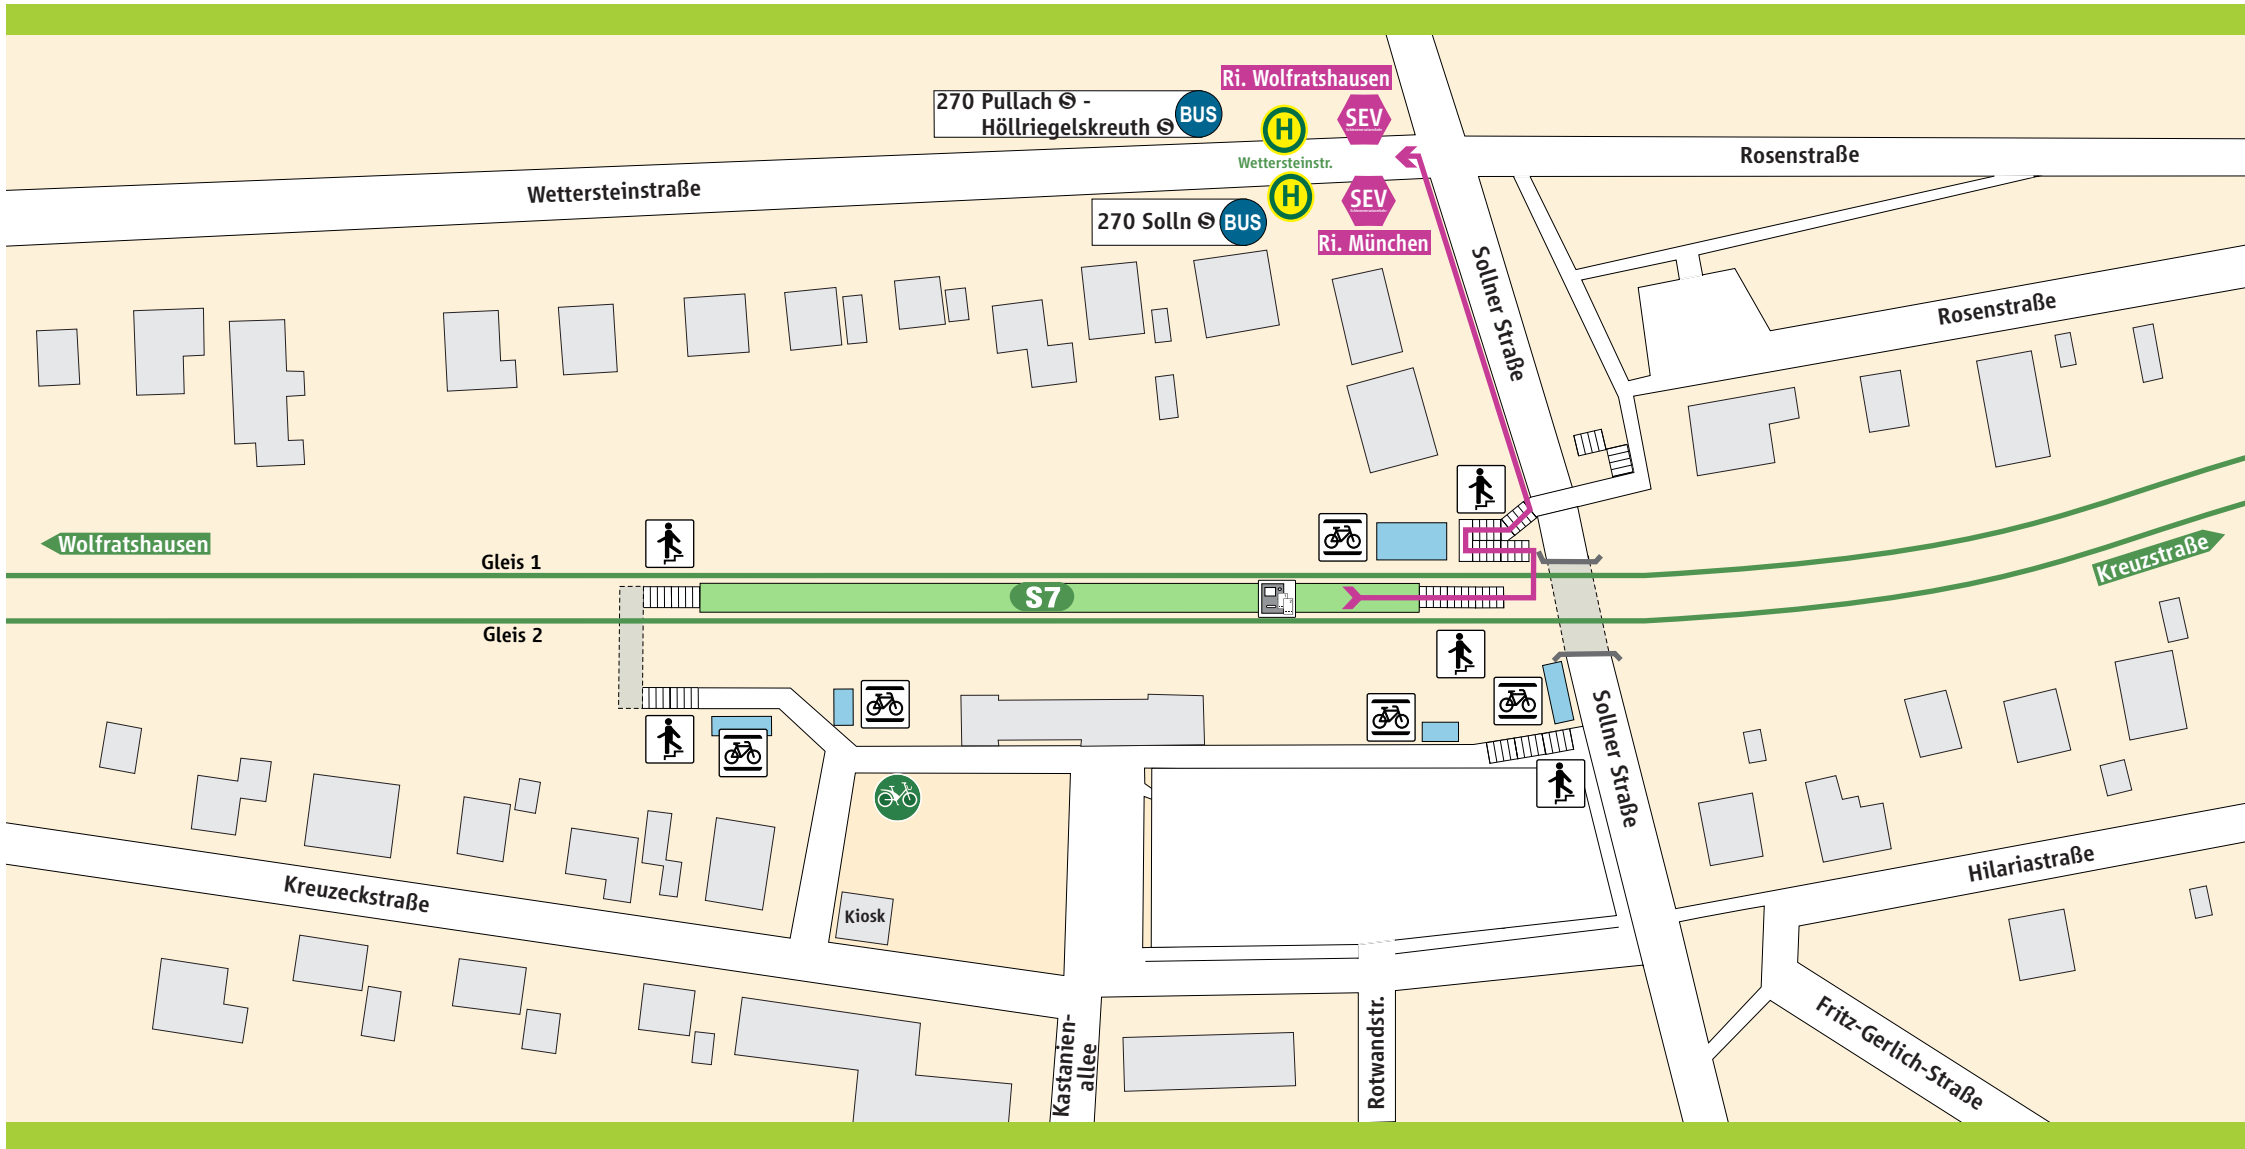 Ri. Wolfratshausen
270 Pullach S -
Höllriegelskreuth S
BUS
H
SEV
Wettersteinstr.
H
SEV
270 Solln S
BUS
Ri. München
Wettersteinstraße
Rosenstraße
Sollner Straße
Rosenstraße
Wolfratshausen
Gleis 1
S7
Gleis 2
Kreuzstraße
Sollner Straße
Kreuzeckstraße
Kiosk
Hilariastraße
Kastanien-
allee
Rotwandstr.
Fritz-Gerlich-Straße